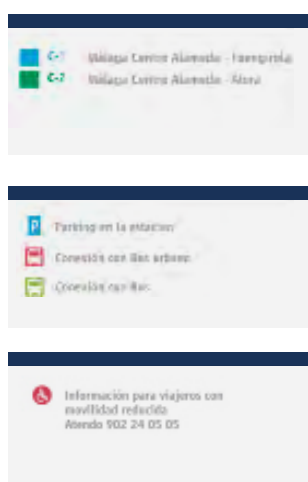 C-1 Málaga Centro Alameda - Fuengirola
C-2 Málaga Centro Alameda - Álora
P Parking en la estación
Conexión con Bus urbano
Conexión con Bus
Información para viajeros con
movilidad reducida
Atendo 902 24 05 05